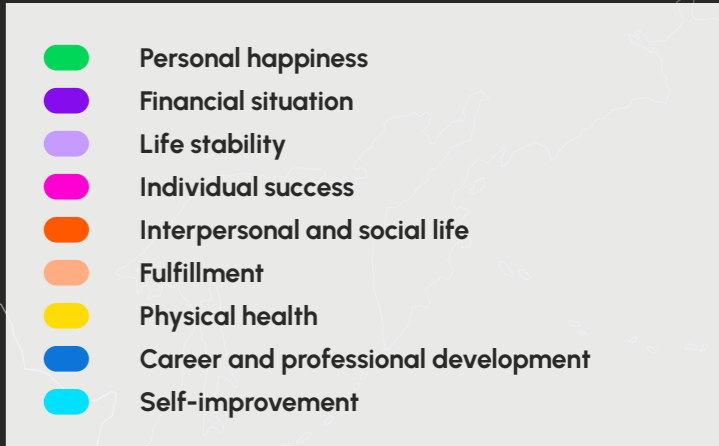 Personal happiness
Financial situation
Life stability
Individual success
Interpersonal and social life
Fulfillment
Physical health
Career and professional development
Self-improvement